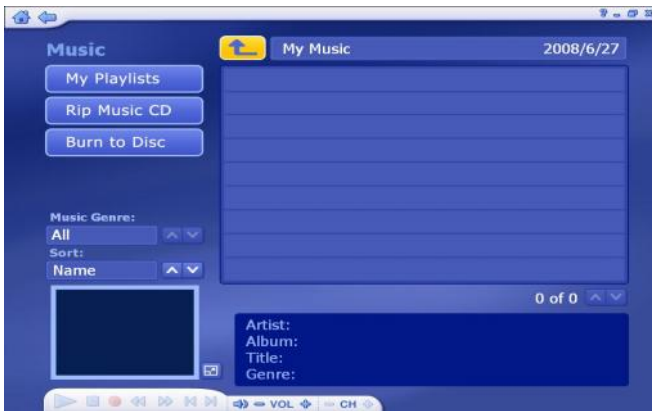 ?
Music
My Music 2008/6/27
My Playlists
Rip Music CD
Burn to Disc
Music Genre:
All
Sort:
Name
0 of 0
Artist:
Album:
Title:
Genre:
VOL CH